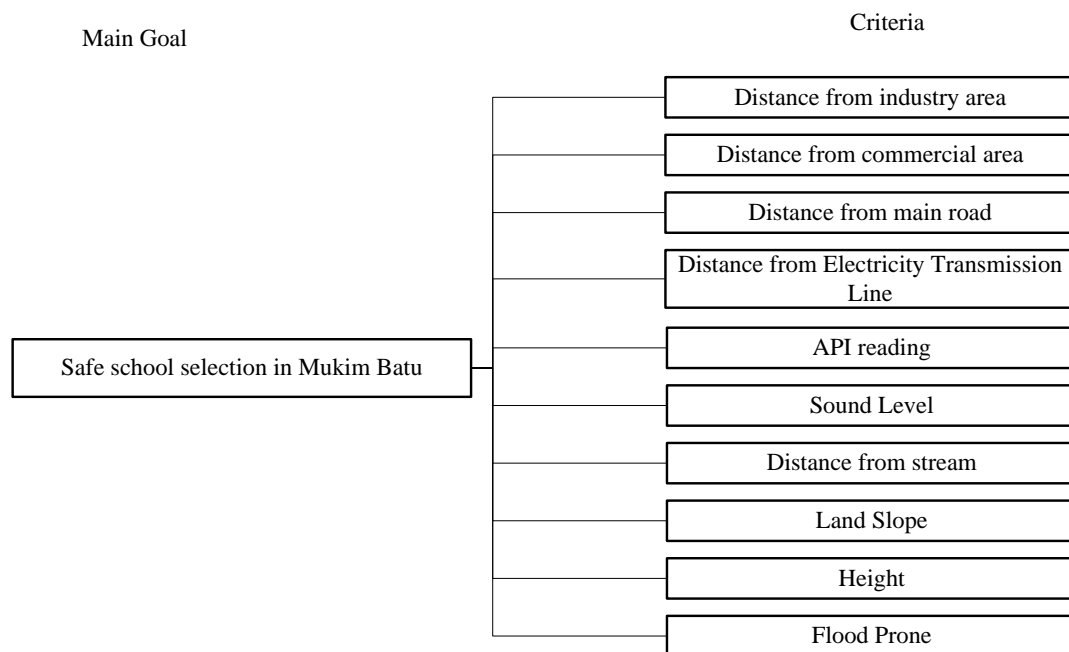 Main Goal
Criteria
Distance from industry area
Distance from commercial area
Distance from main road
Distance from Electricity Transmission
Line
Safe school selection in Mukim Batu
API reading
Sound Level
Distance from stream
Land Slope
Height
Flood Prone